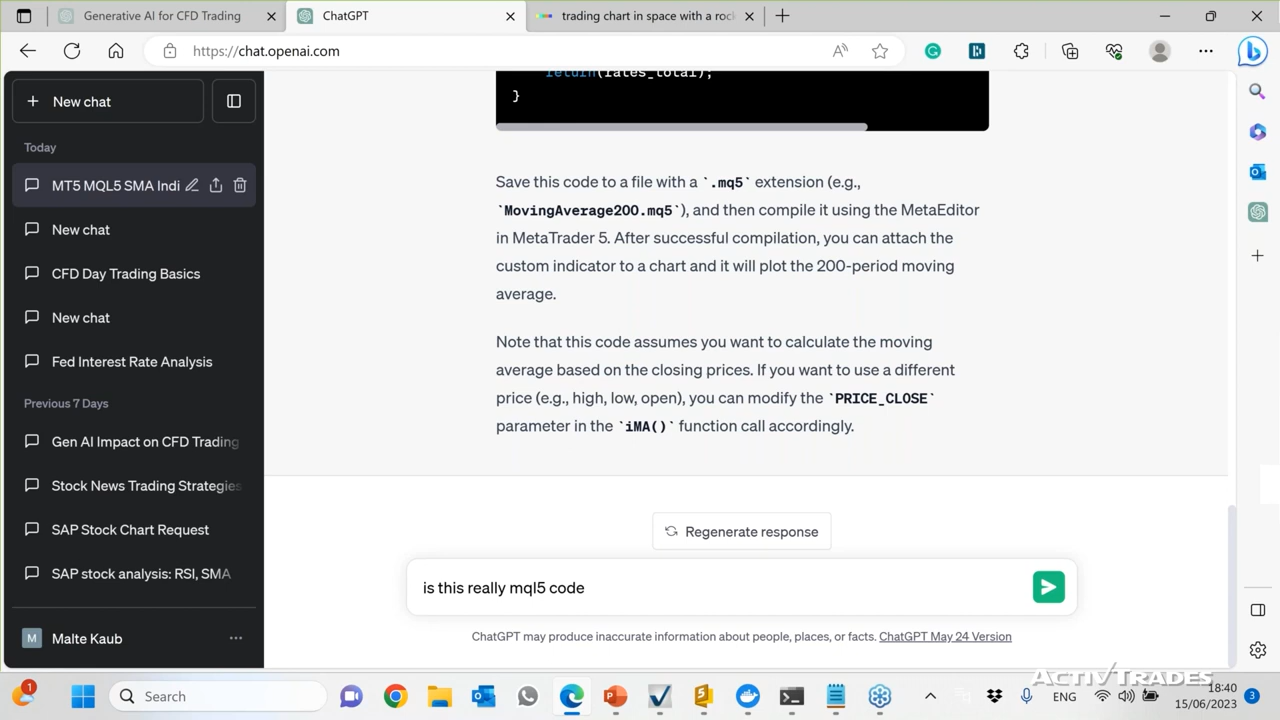 Generative AI for CFD Trading
ChatGPT
trading chart in space with a rock
https://chat.openai.com
New chat
Today
MT5 MQL5 SMA Indi
New chat
CFD Day Trading Basics
New chat
Fed Interest Rate Analysis
Previous 7 Days
Gen AI Impact on CFD Trading
Stock News Trading Strategies
SAP Stock Chart Request
SAP stock analysis: RSI, SMA
M Malte Kaub
return(rates_total);
}
Save this code to a file with a `.mq5` extension (e.g.,
`MovingAverage200.mq5`), and then compile it using the MetaEditor
in MetaTrader 5. After successful compilation, you can attach the
custom indicator to a chart and it will plot the 200-period moving
average.
Note that this code assumes you want to calculate the moving
average based on the closing prices. If you want to use a different
price (e.g., high, low, open), you can modify the `PRICE_CLOSE`
parameter in the `iMA()` function call accordingly.
Regenerate response
is this really mql5 code
ChatGPT may produce inaccurate information about people, places, or facts. ChatGPT May 24 Version
ACTIVTRADES
1
Search
ENG
18:40
15/06/2023
3